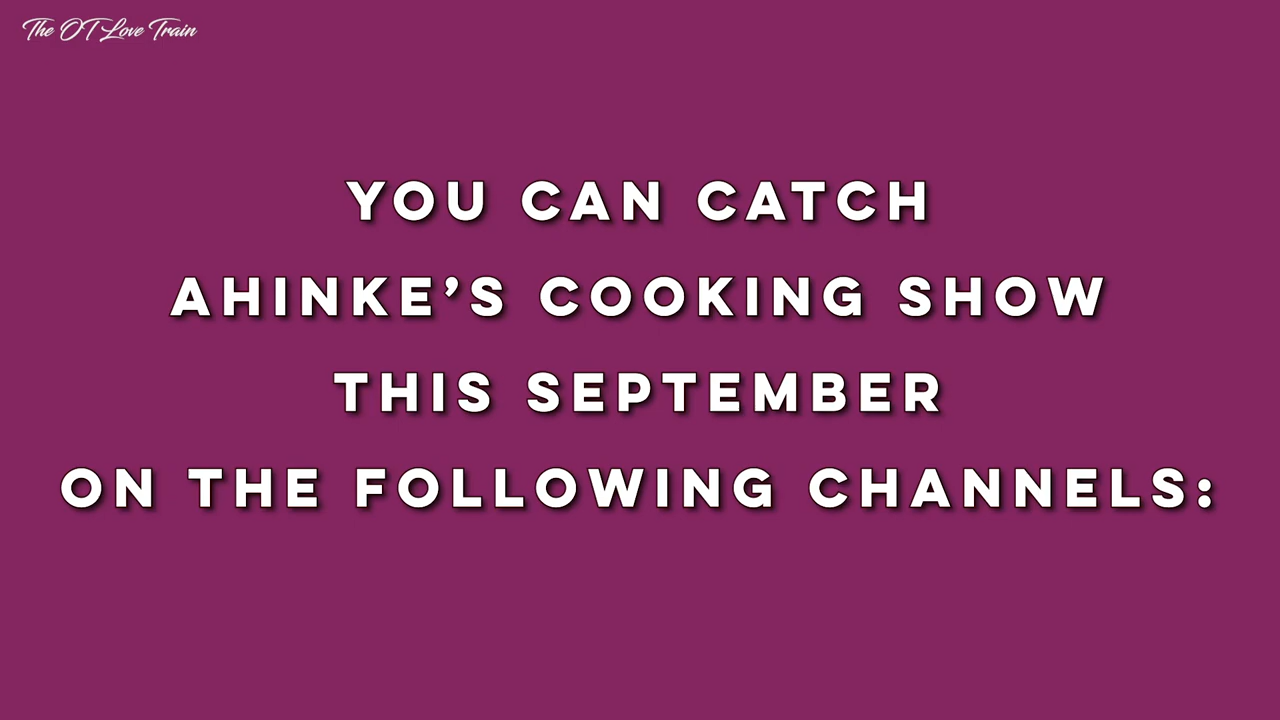 The OT Love Train
YOU CAN CATCH
AHINKE’S COOKING SHOW
THIS SEPTEMBER
ON THE FOLLOWING CHANNELS: